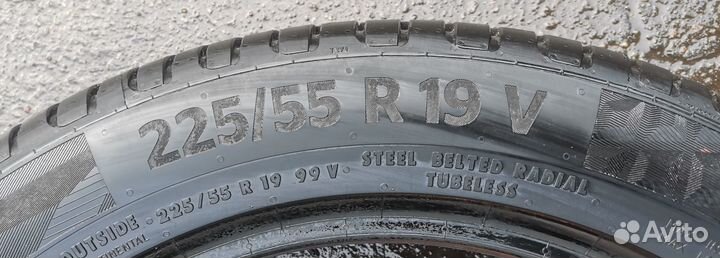 225/55 R 19 V
OUTSIDE · 225/55 R 19 99 V · STEEL BELTED RADIAL
TUBELESS
Avito